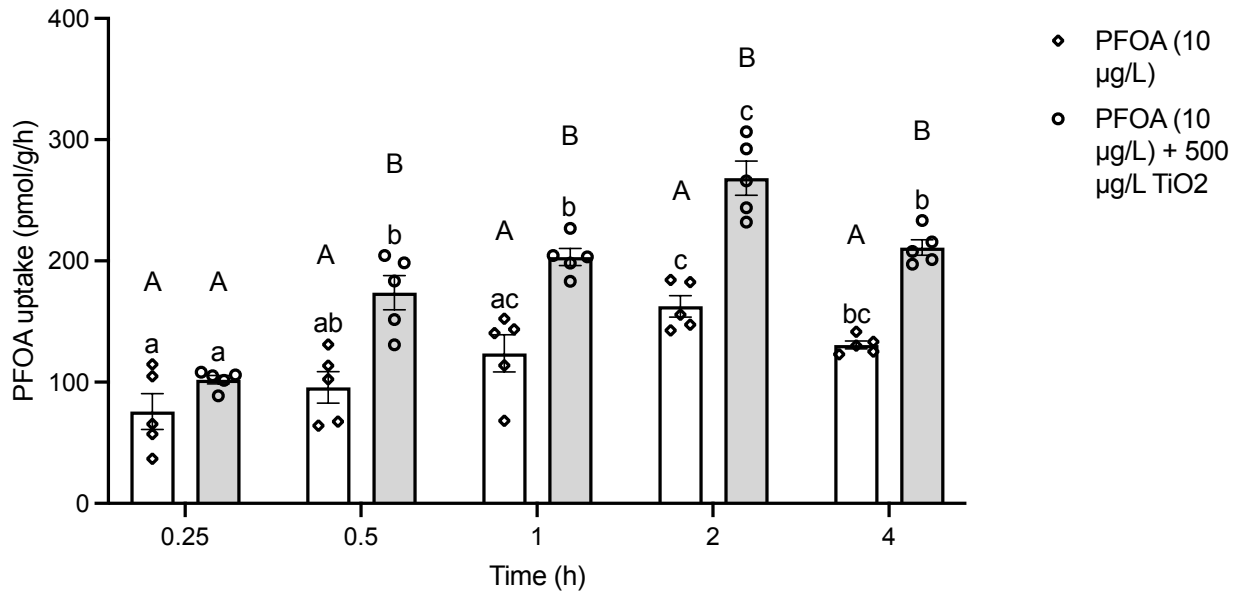 400
300
200
100
0
PFOA uptake (pmol/g/h)
A
a
A
a
A
ab
B
b
A
ac
B
b
A
c
B
c
A
bc
B
b
0.25
0.5
1
2
4
Time (h)
PFOA (10
µg/L)
PFOA (10
µg/L) + 500
µg/L TiO2